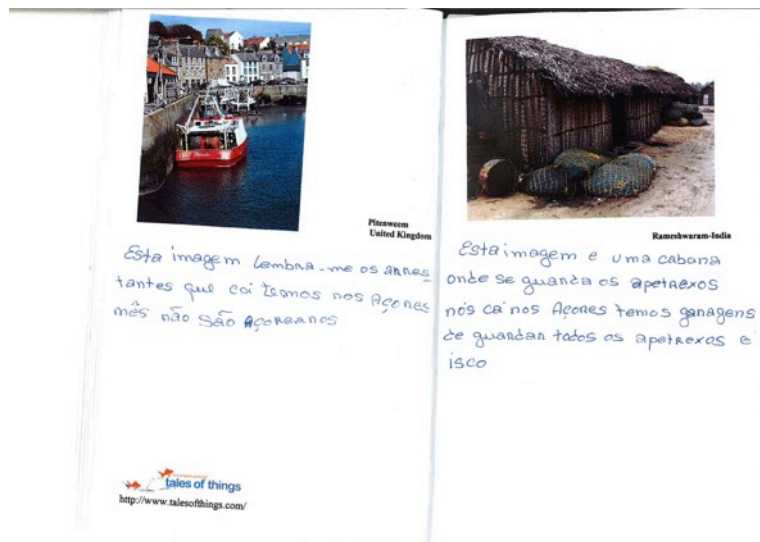 Pitenweem
United Kingdom
Esta imagem Lembra-me os arras
tantes que cai temos nos Açores
mês não são Açoreanos
tales of things
http://www.talesofthings.com/
Rameshwaram-India
Esta imagem e uma cabana
onde se guarda os apetrexos
nós cá nos Açores temos garagens
de guardar todos os apetrexos e
isco